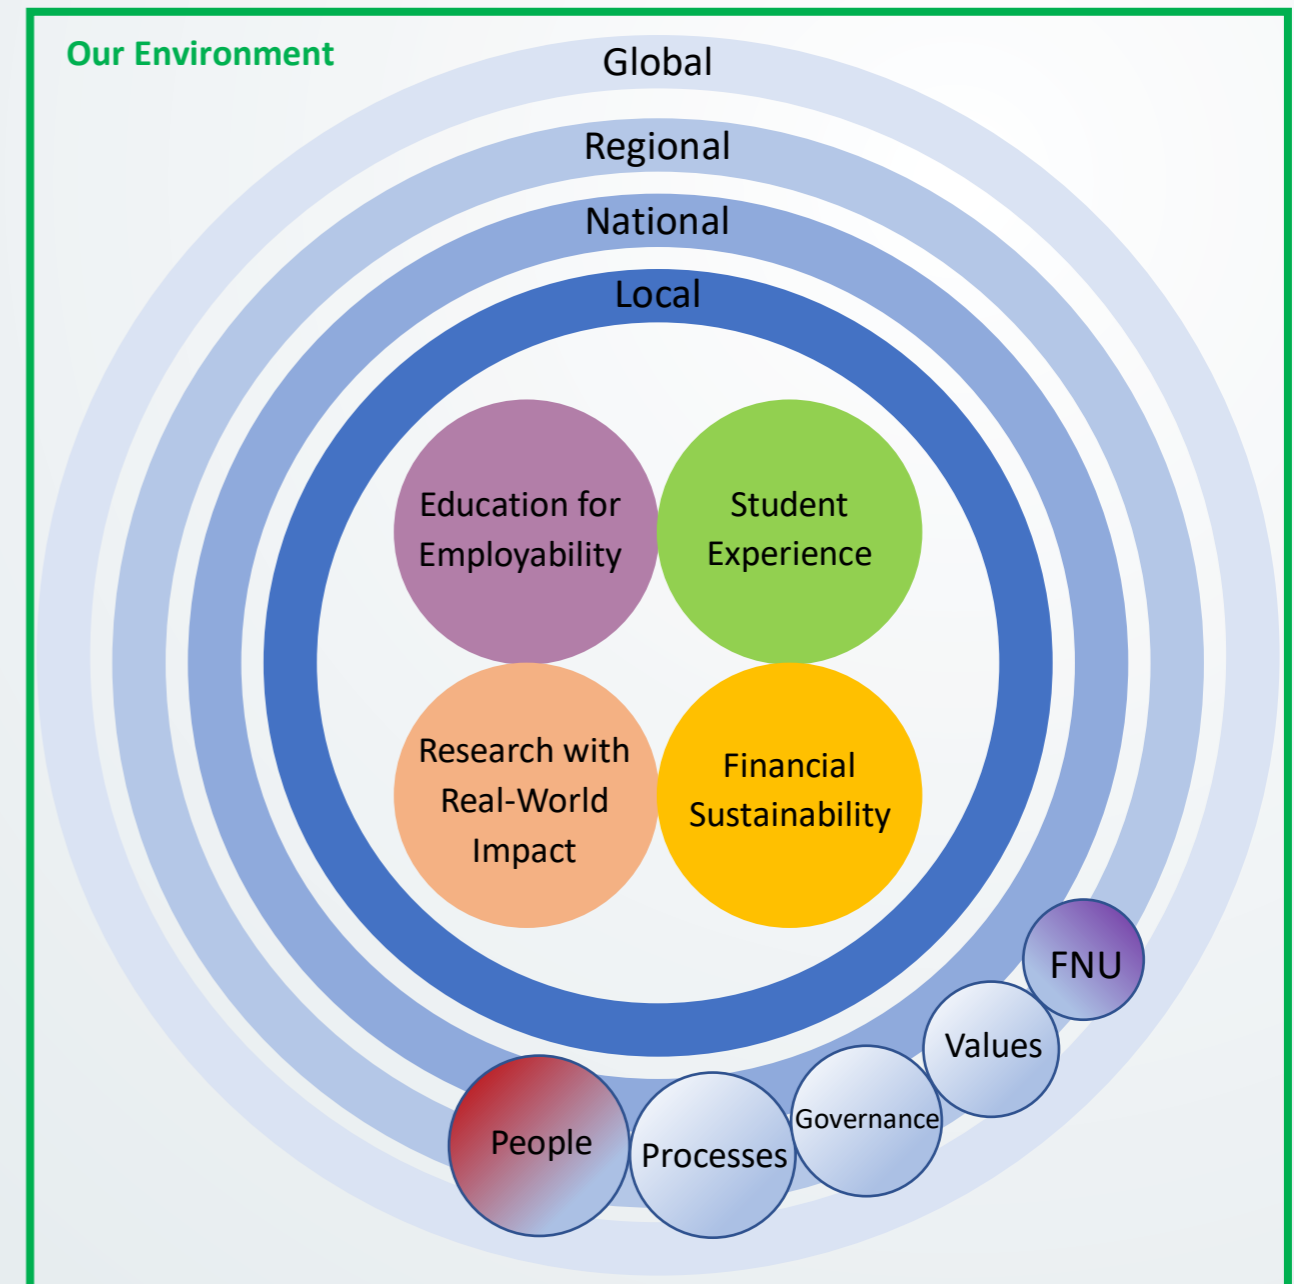 Our Environment
Global
Regional
National
Local
Education for
Employability
Student
Experience
Research with
Real-World
Impact
Financial
Sustainability
FNU
Values
Governance
Processes
People